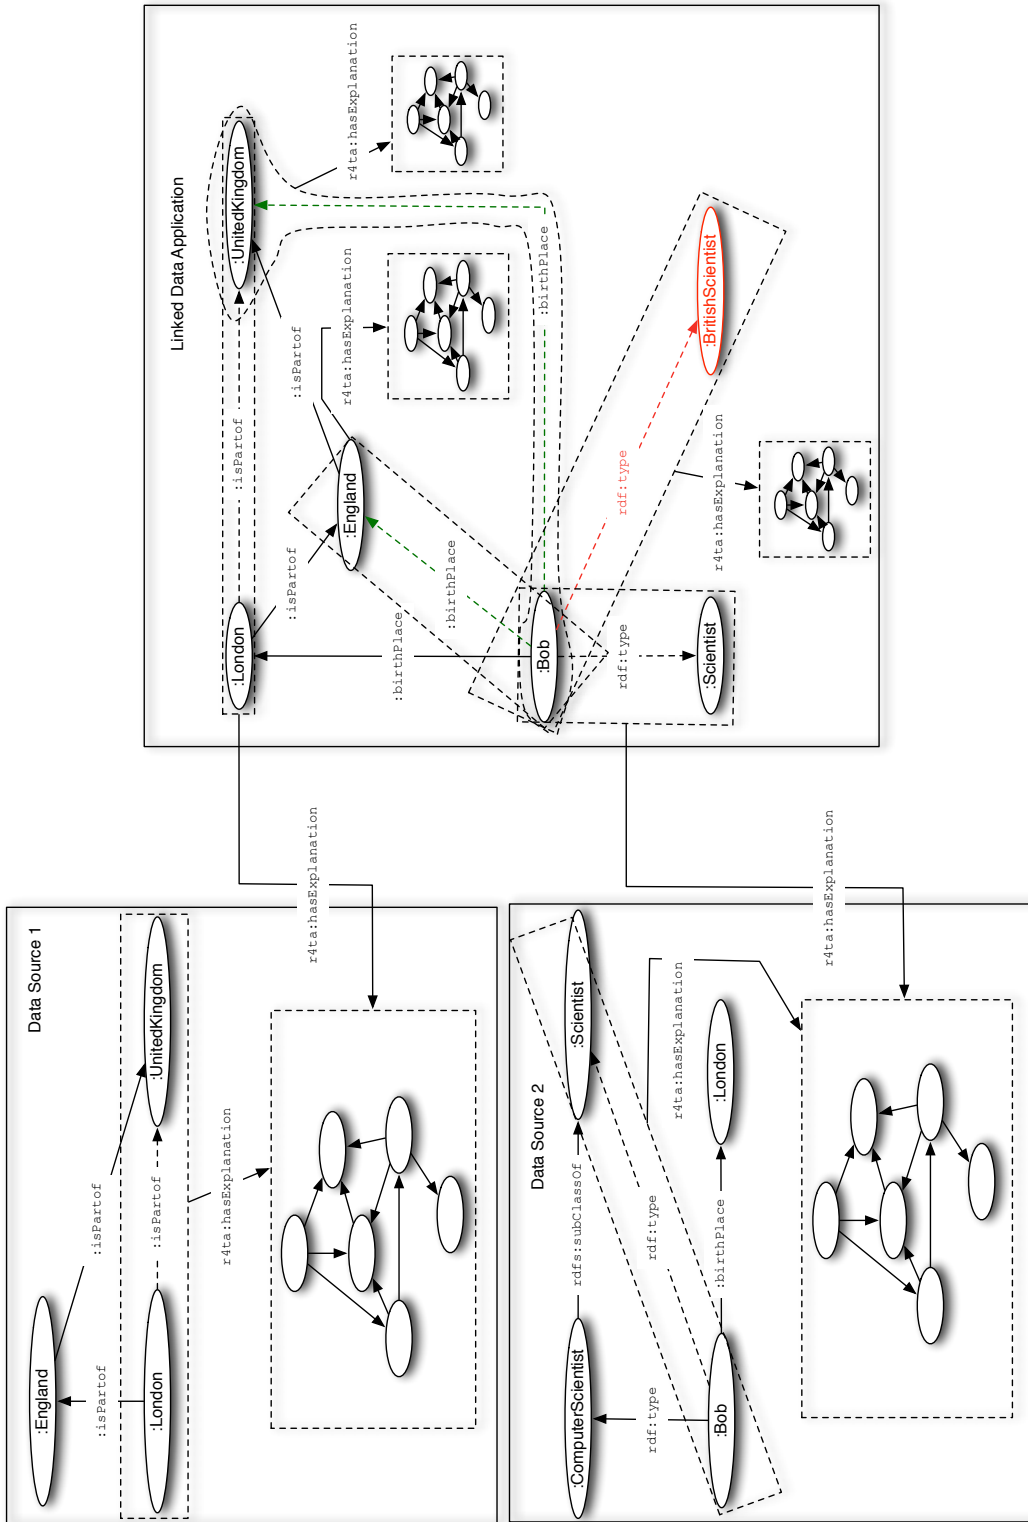 Linked Data Application
:UnitedKingdom
r4ta:hasExplanation
:isPartof
:isPartof
r4ta:hasExplanation
:birthPlace
:BritishScientist
:England
rdf:type
r4ta:hasExplanation
:isPartof
:birthPlace
:London
:birthPlace
:Bob
rdf:type
:Scientist
r4ta:hasExplanation
r4ta:hasExplanation
Data Source 1
:UnitedKingdom
:isPartof
:isPartof
r4ta:hasExplanation
:England
:isPartof
:London
Data Source 2
:Scientist
r4ta:hasExplanation
:London
rdfs:subClassOf
rdf:type
:birthPlace
:ComputerScientist
rdf:type
:Bob